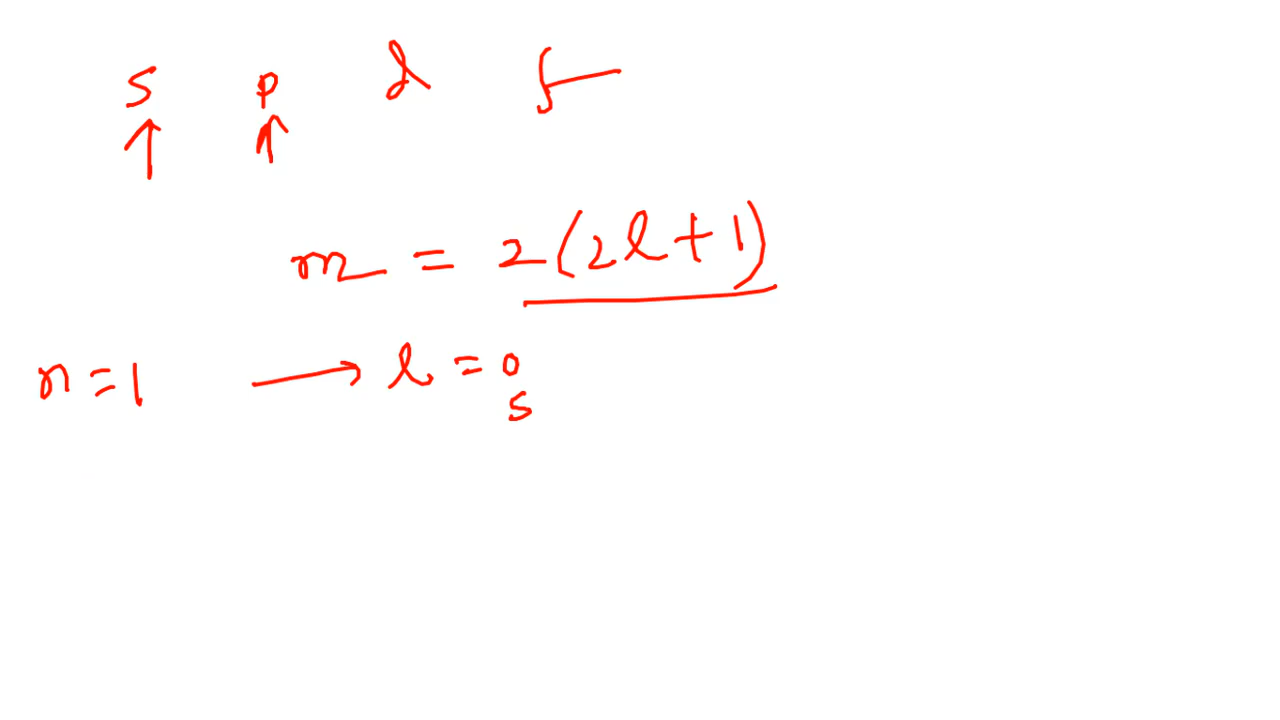 s p d f
m = 2(2l+1)
n = 1 → l = 0
s